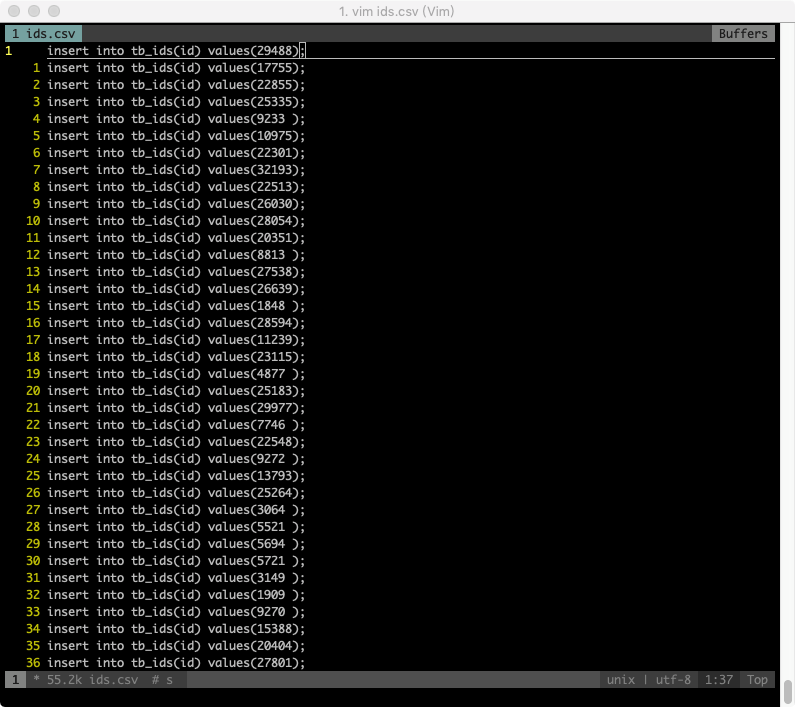 1. vim ids.csv (Vim)
1 ids.csv Buffers
1 insert into tb_ids(id) values(29488);
1 insert into tb_ids(id) values(17755);
2 insert into tb_ids(id) values(22855);
3 insert into tb_ids(id) values(25335);
4 insert into tb_ids(id) values(9233 );
5 insert into tb_ids(id) values(10975);
6 insert into tb_ids(id) values(22301);
7 insert into tb_ids(id) values(32193);
8 insert into tb_ids(id) values(22513);
9 insert into tb_ids(id) values(26030);
10 insert into tb_ids(id) values(28054);
11 insert into tb_ids(id) values(20351);
12 insert into tb_ids(id) values(8813 );
13 insert into tb_ids(id) values(27538);
14 insert into tb_ids(id) values(26639);
15 insert into tb_ids(id) values(1848 );
16 insert into tb_ids(id) values(28594);
17 insert into tb_ids(id) values(11239);
18 insert into tb_ids(id) values(23115);
19 insert into tb_ids(id) values(4877 );
20 insert into tb_ids(id) values(25183);
21 insert into tb_ids(id) values(29977);
22 insert into tb_ids(id) values(7746 );
23 insert into tb_ids(id) values(22548);
24 insert into tb_ids(id) values(9272 );
25 insert into tb_ids(id) values(13793);
26 insert into tb_ids(id) values(25264);
27 insert into tb_ids(id) values(3064 );
28 insert into tb_ids(id) values(5521 );
29 insert into tb_ids(id) values(5694 );
30 insert into tb_ids(id) values(5721 );
31 insert into tb_ids(id) values(3149 );
32 insert into tb_ids(id) values(1909 );
33 insert into tb_ids(id) values(9270 );
34 insert into tb_ids(id) values(15388);
35 insert into tb_ids(id) values(20404);
36 insert into tb_ids(id) values(27801);
1 * 55.2k ids.csv # s unix | utf-8 1:37 Top